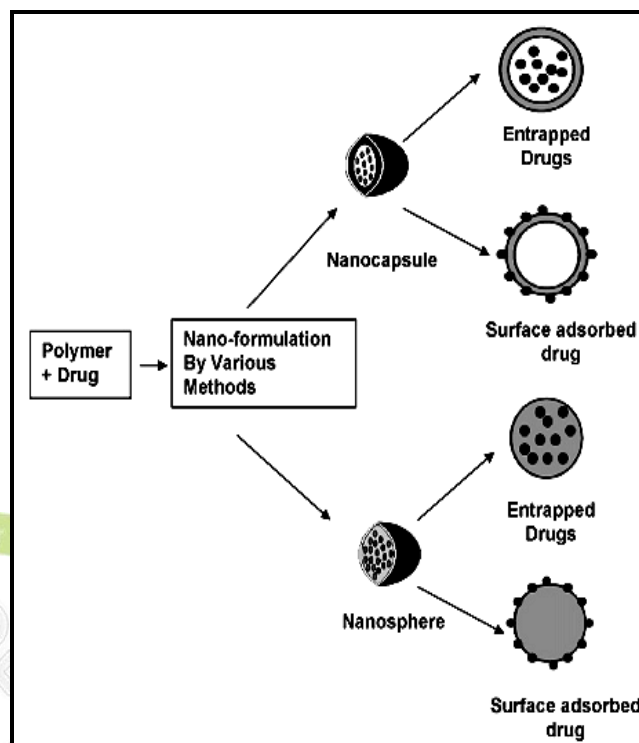 Entrapped
Drugs
Nanocapsule
Surface adsorbed
drug
Polymer
+ Drug
Nano-formulation
By Various
Methods
Entrapped
Drugs
Nanosphere
Surface adsorbed
drug